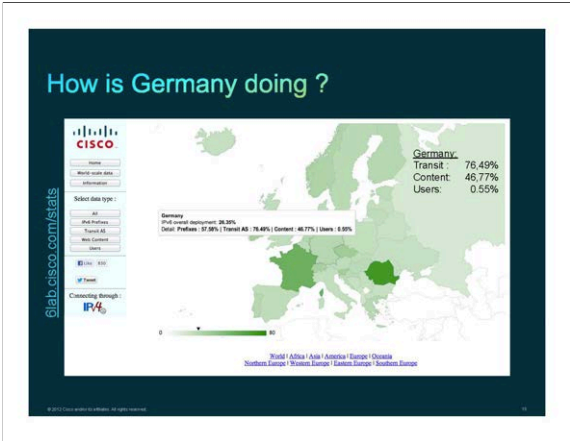 How is Germany doing ?
6lab.cisco.com/stats
CISCO
Home
World-scale data
Information
Select data type :
All
IPv6 Prefixes
Transit AS
Web Content
Users
Like
Tweet
Connecting through :
IPv4
Germany
IPv6 overall deployment: 26.35%
Detail: Prefixes : 57.58% | Transit AS : 76.49% | Content : 46.77% | Users : 0.55%
Germany:
Transit : 76,49%
Content: 46,77%
Users: 0.55%
0
80
World | Africa | Asia | America | Europe | Oceania
Northern Europe | Western Europe | Eastern Europe | Southern Europe